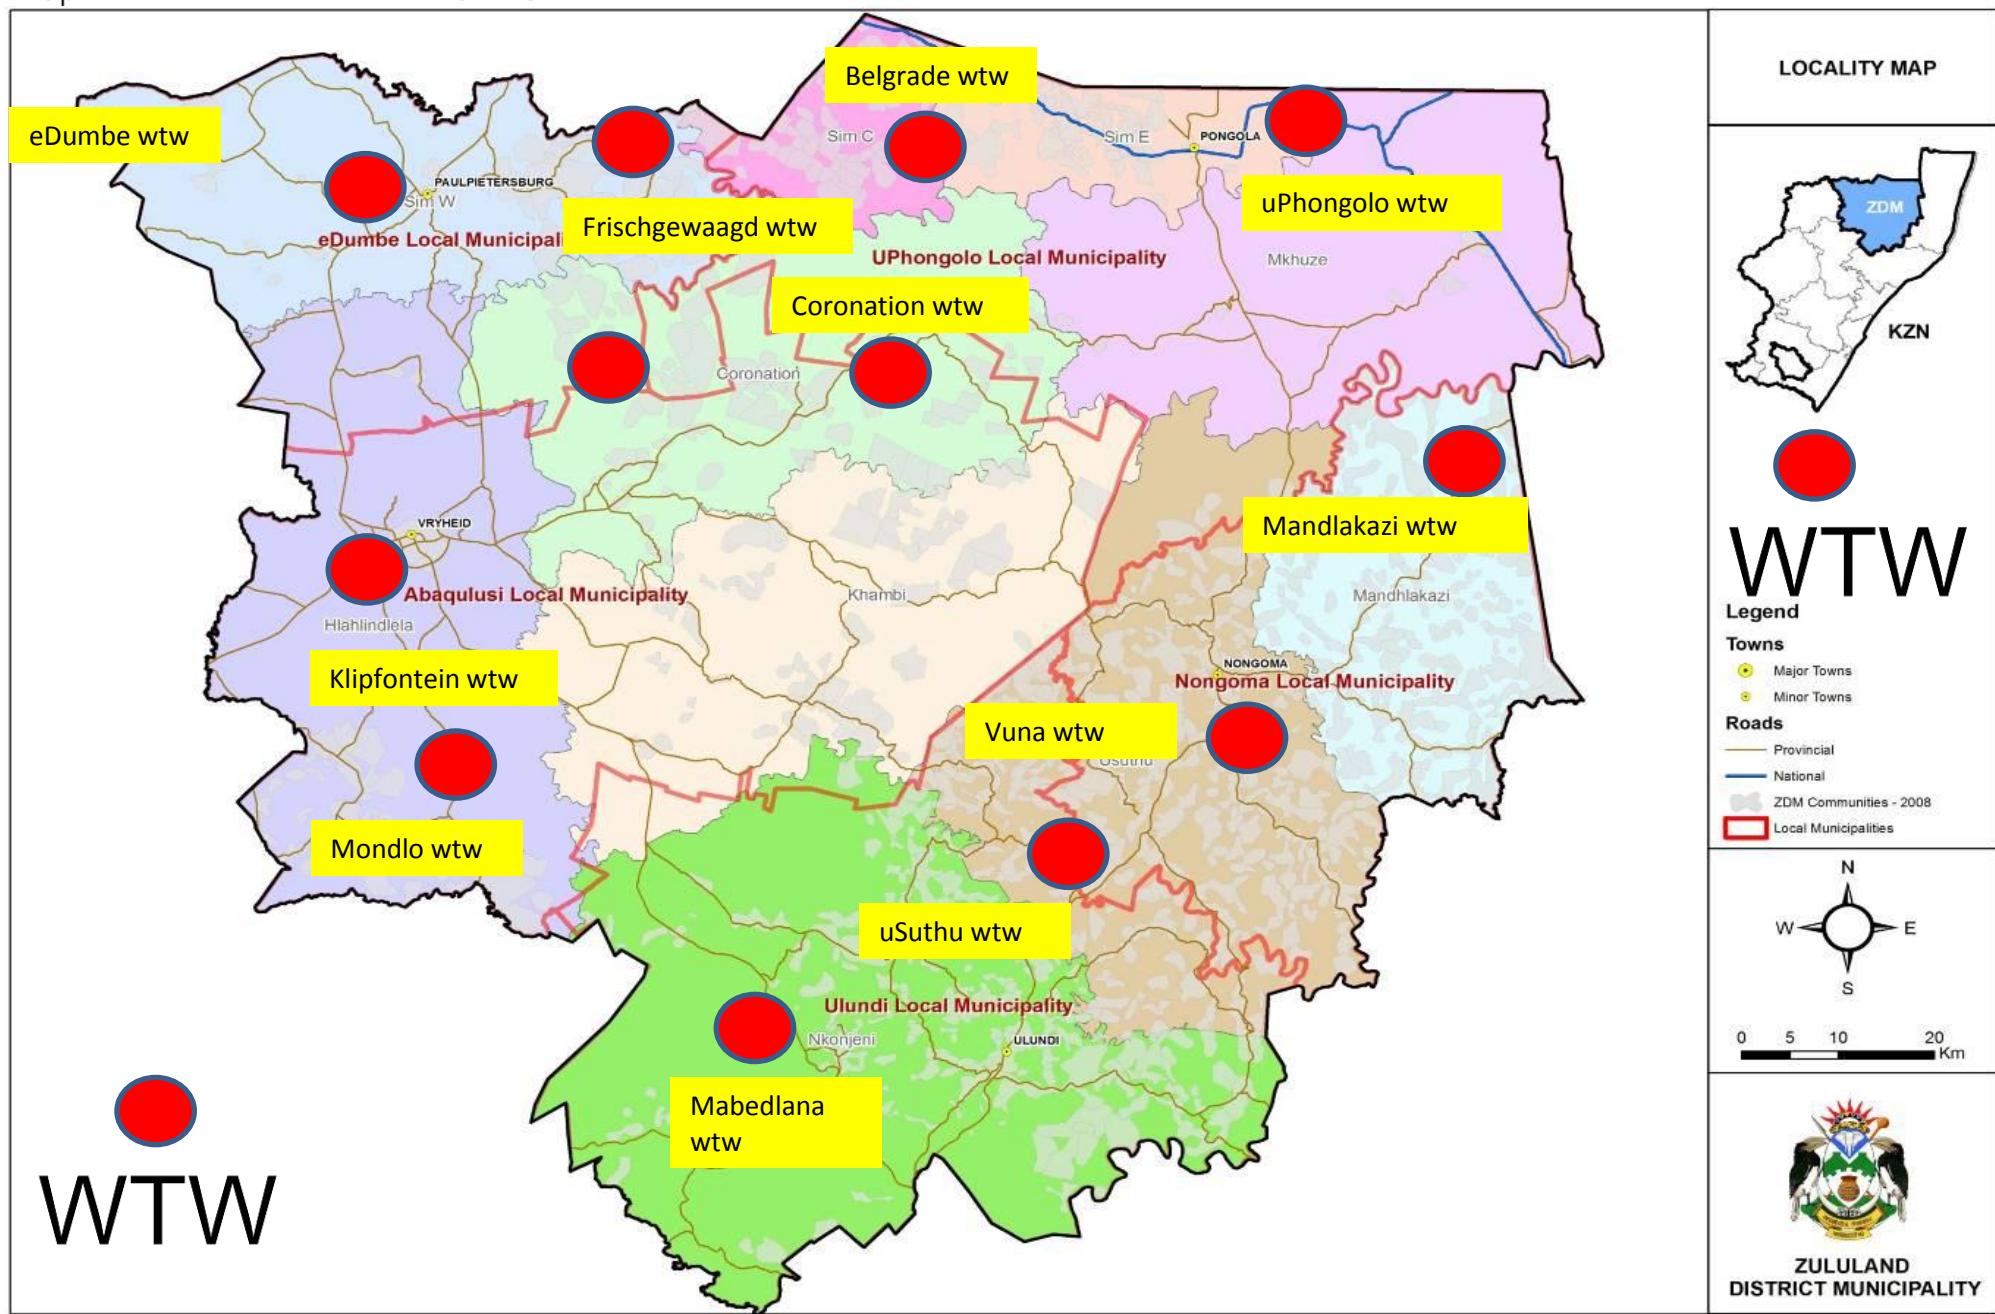 Belgrade wtw
eDumbe wtw
Sim C
Sim E
PONGOLA
PAULPIETERSBURG
Sim W
uPhongolo wtw
Frischgewaagd wtw
eDumbe Local Municipali
UPhongolo Local Municipality
Mkhuze
Coronation wtw
Coronation
VRYHEID
Mandlakazi wtw
Abaqulusi Local Municipality
Khambi
Mandhlakazi
Hlahlindlela
Klipfontein wtw
NONGOMA
Nongoma Local Municipality
Vuna wtw
Usuthu
Mondlo wtw
uSuthu wtw
Ulundi Local Municipality
Nkonjeni
ULUNDI
Mabedlana
wtw
WTW
LOCALITY MAP
ZDM
KZN
WTW
Legend
Towns
Major Towns
Minor Towns
Roads
Provincial
National
ZDM Communities - 2008
Local Municipalities
N
W
E
S
0 5 10 20
Km
ZULULAND
DISTRICT MUNICIPALITY